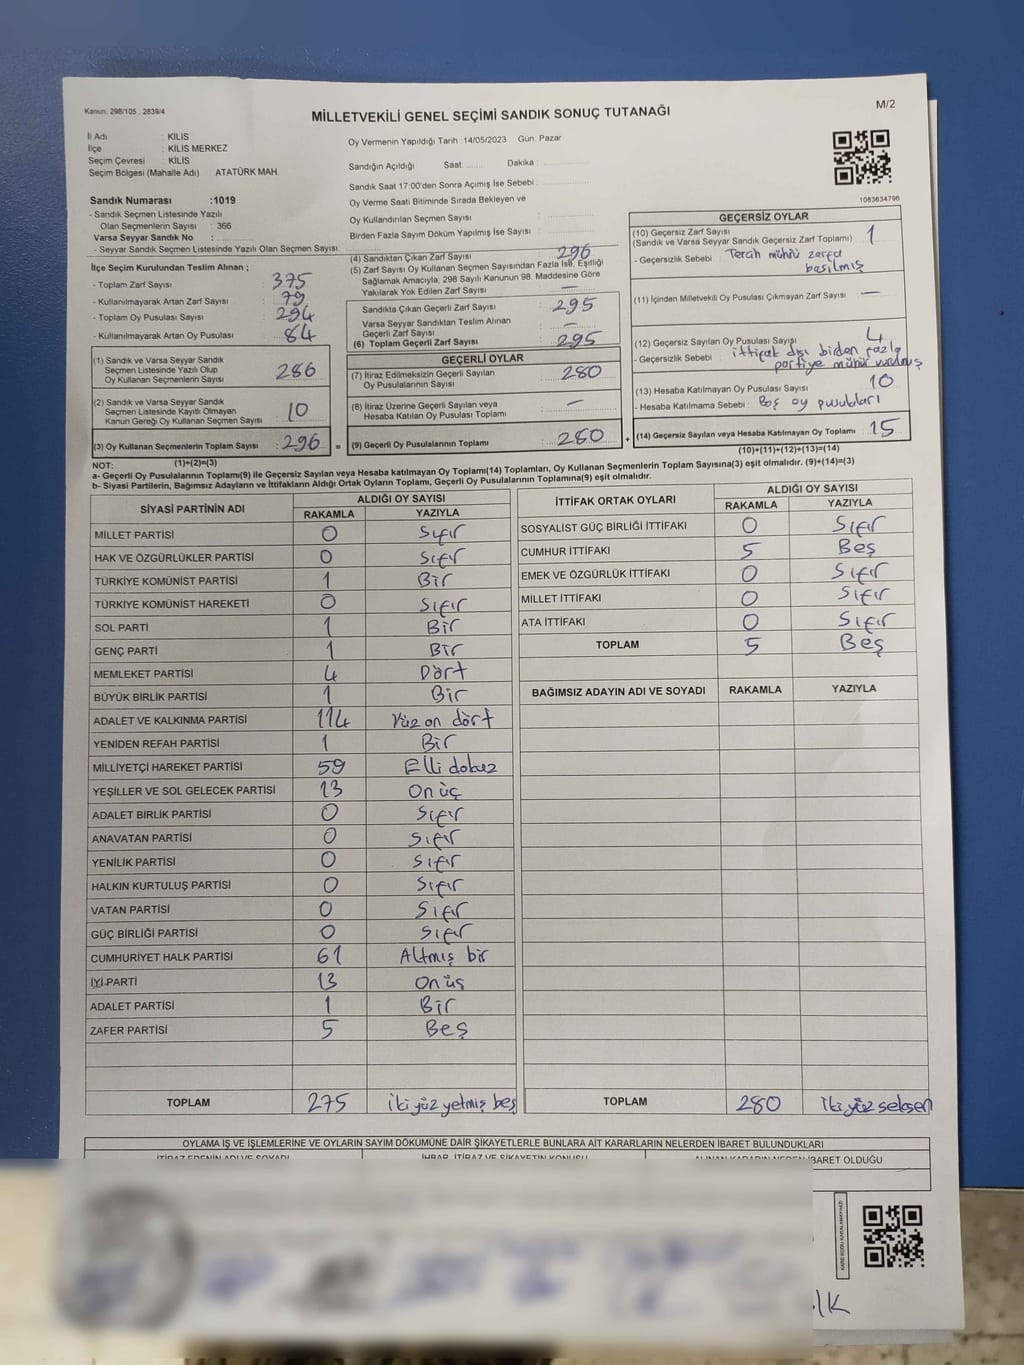 Kanun: 298/105 : 2839/4
MİLLETVEKİLİ GENEL SEÇİMİ SANDIK SONUÇ TUTANAĞI
M/2
İl Adı : KİLİS
İlçe : KİLİS MERKEZ
Seçim Çevresi : KİLİS
Seçim Bölgesi (Mahalle Adı) : ATATÜRK MAH.
Sandık Numarası :1019
- Sandık Seçmen Listesinde Yazılı
Olan Seçmenlerin Sayısı : 366
Varsa Seyyar Sandık No :
- Seyyar Sandık Seçmen Listesinde Yazılı Olan Seçmen Sayısı:
Oy Vermenin Yapıldığı Tarih :14/05/2023 Gün: Pazar
Sandığın Açıldığı Saat: Dakika :
Sandık Saat 17:00'den Sonra Açımış İse Sebebi :
Oy Verme Saati Bitiminde Sırada Bekleyen ve
Oy Kullandırılan Seçmen Sayısı :
Birden Fazla Sayım Döküm Yapılmış İse Sayısı :
1083634796
İlçe Seçim Kurulundan Teslim Alınan ;
- Toplam Zarf Sayısı : 375
- Kullanılmayarak Artan Zarf Sayısı : 79
- Toplam Oy Pusulası Sayısı : 294
- Kullanılmayarak Artan Oy Pusulası : 84
(1) Sandık ve Varsa Seyyar Sandık
Seçmen Listesinde Yazılı Olup
Oy Kullanan Seçmenlerin Sayısı : 286
(2) Sandık ve Varsa Seyyar Sandık
Seçmen Listesinde Kayıtlı Olmayan
Kanun Gereği Oy Kullanan Seçmen Sayısı : 10
(3) Oy Kullanan Seçmenlerin Toplam Sayısı : 296 =
(1)+(2)=(3)
(4) Sandıktan Çıkan Zarf Sayısı : 296
(5) Zarf Sayısı Oy Kullanan Seçmen Sayısından Fazla İse, Eşitliği
Sağlamak Amacıyla, 298 Sayılı Kanunun 98. Maddesine Göre
Yakılarak Yok Edilen Zarf Sayısı : —
Sandıkta Çıkan Geçerli Zarf Sayısı : 295
Varsa Seyyar Sandıktan Teslim Alınan
Geçerli Zarf Sayısı : —
(6) Toplam Geçerli Zarf Sayısı : 295
GEÇERLİ OYLAR
(7) İtiraz Edilmeksizin Geçerli Sayılan
Oy Pusulalarının Sayısı : 280
(8) İtiraz Üzerine Geçerli Sayılan veya
Hesaba Katılan Oy Pusulası Toplamı : —
(9) Geçerli Oy Pusulalarının Toplamı : 280 +
GEÇERSİZ OYLAR
(10) Geçersiz Zarf Sayısı
(Sandık ve Varsa Seyyar Sandık Geçersiz Zarf Toplamı) : 1
- Geçersizlik Sebebi : Tercih mührü zarfa
basılmış
(11) İçinden Milletvekili Oy Pusulası Çıkmayan Zarf Sayısı : —
(12) Geçersiz Sayılan Oy Pusulası Sayısı : 4
- Geçersizlik Sebebi : ittifak dışı birden fazla
partiye mühür vurulmuş
(13) Hesaba Katılmayan Oy Pusulası Sayısı : 10
- Hesaba Katılmama Sebebi : Boş oy pusulaları
(14) Geçersiz Sayılan veya Hesaba Katılmayan Oy Toplamı : 15
(10)+(11)+(12)+(13)=(14)
NOT:
a- Geçerli Oy Pusulalarının Toplamı(9) ile Geçersiz Sayılan veya Hesaba katılmayan Oy Toplamı(14) Toplamları, Oy Kullanan Seçmenlerin Toplam Sayısına(3) eşit olmalıdır. (9)+(14)=(3)
b- Siyasi Partilerin, Bağımsız Adayların ve İttifakların Aldığı Ortak Oyların Toplamı, Geçerli Oy Pusulalarının Toplamına(9) eşit olmalıdır.
SİYASİ PARTİNİN ADI ALDIĞI OY SAYISI
RAKAMLA YAZIYLA
MİLLET PARTİSİ 0 Sıfır
HAK VE ÖZGÜRLÜKLER PARTİSİ 0 Sıfır
TÜRKİYE KOMÜNİST PARTİSİ 1 Bir
TÜRKİYE KOMÜNİST HAREKETİ 0 Sıfır
SOL PARTİ 1 Bir
GENÇ PARTİ 1 Bir
MEMLEKET PARTİSİ 4 Dört
BÜYÜK BİRLİK PARTİSİ 1 Bir
ADALET VE KALKINMA PARTİSİ 114 Yüz on dört
YENİDEN REFAH PARTİSİ 1 Bir
MİLLİYETÇİ HAREKET PARTİSİ 59 Elli dokuz
YEŞİLLER VE SOL GELECEK PARTİSİ 13 On üç
ADALET BİRLİK PARTİSİ 0 Sıfır
ANAVATAN PARTİSİ 0 Sıfır
YENİLİK PARTİSİ 0 Sıfır
HALKIN KURTULUŞ PARTİSİ 0 Sıfır
VATAN PARTİSİ 0 Sıfır
GÜÇ BİRLİĞİ PARTİSİ 0 Sıfır
CUMHURİYET HALK PARTİSİ 61 Altmış bir
İYİ PARTİ 13 On üç
ADALET PARTİSİ 1 Bir
ZAFER PARTİSİ 5 Beş
TOPLAM 275 iki yüz yetmiş beş
İTTİFAK ORTAK OYLARI ALDIĞI OY SAYISI
RAKAMLA YAZIYLA
SOSYALİST GÜÇ BİRLİĞİ İTTİFAKI 0 Sıfır
CUMHUR İTTİFAKI 5 Beş
EMEK VE ÖZGÜRLÜK İTTİFAKI 0 Sıfır
MİLLET İTTİFAKI 0 Sıfır
ATA İTTİFAKI 0 Sıfır
TOPLAM 5 Beş
BAĞIMSIZ ADAYIN ADI VE SOYADI RAKAMLA YAZIYLA
TOPLAM 280 iki yüz seksen
OYLAMA İŞ VE İŞLEMLERİNE VE OYLARIN SAYIM DÖKÜMÜNE DAİR ŞİKAYETLERLE BUNLARA AİT KARARLARIN NELERDEN İBARET BULUNDUKLARI
İTİRAZ EDENİN ADI VE SOYADI İHBAR, İTİRAZ VE ŞİKAYETİN KONUSU ALINAN KARARIN NEDEN İBARET OLDUĞU